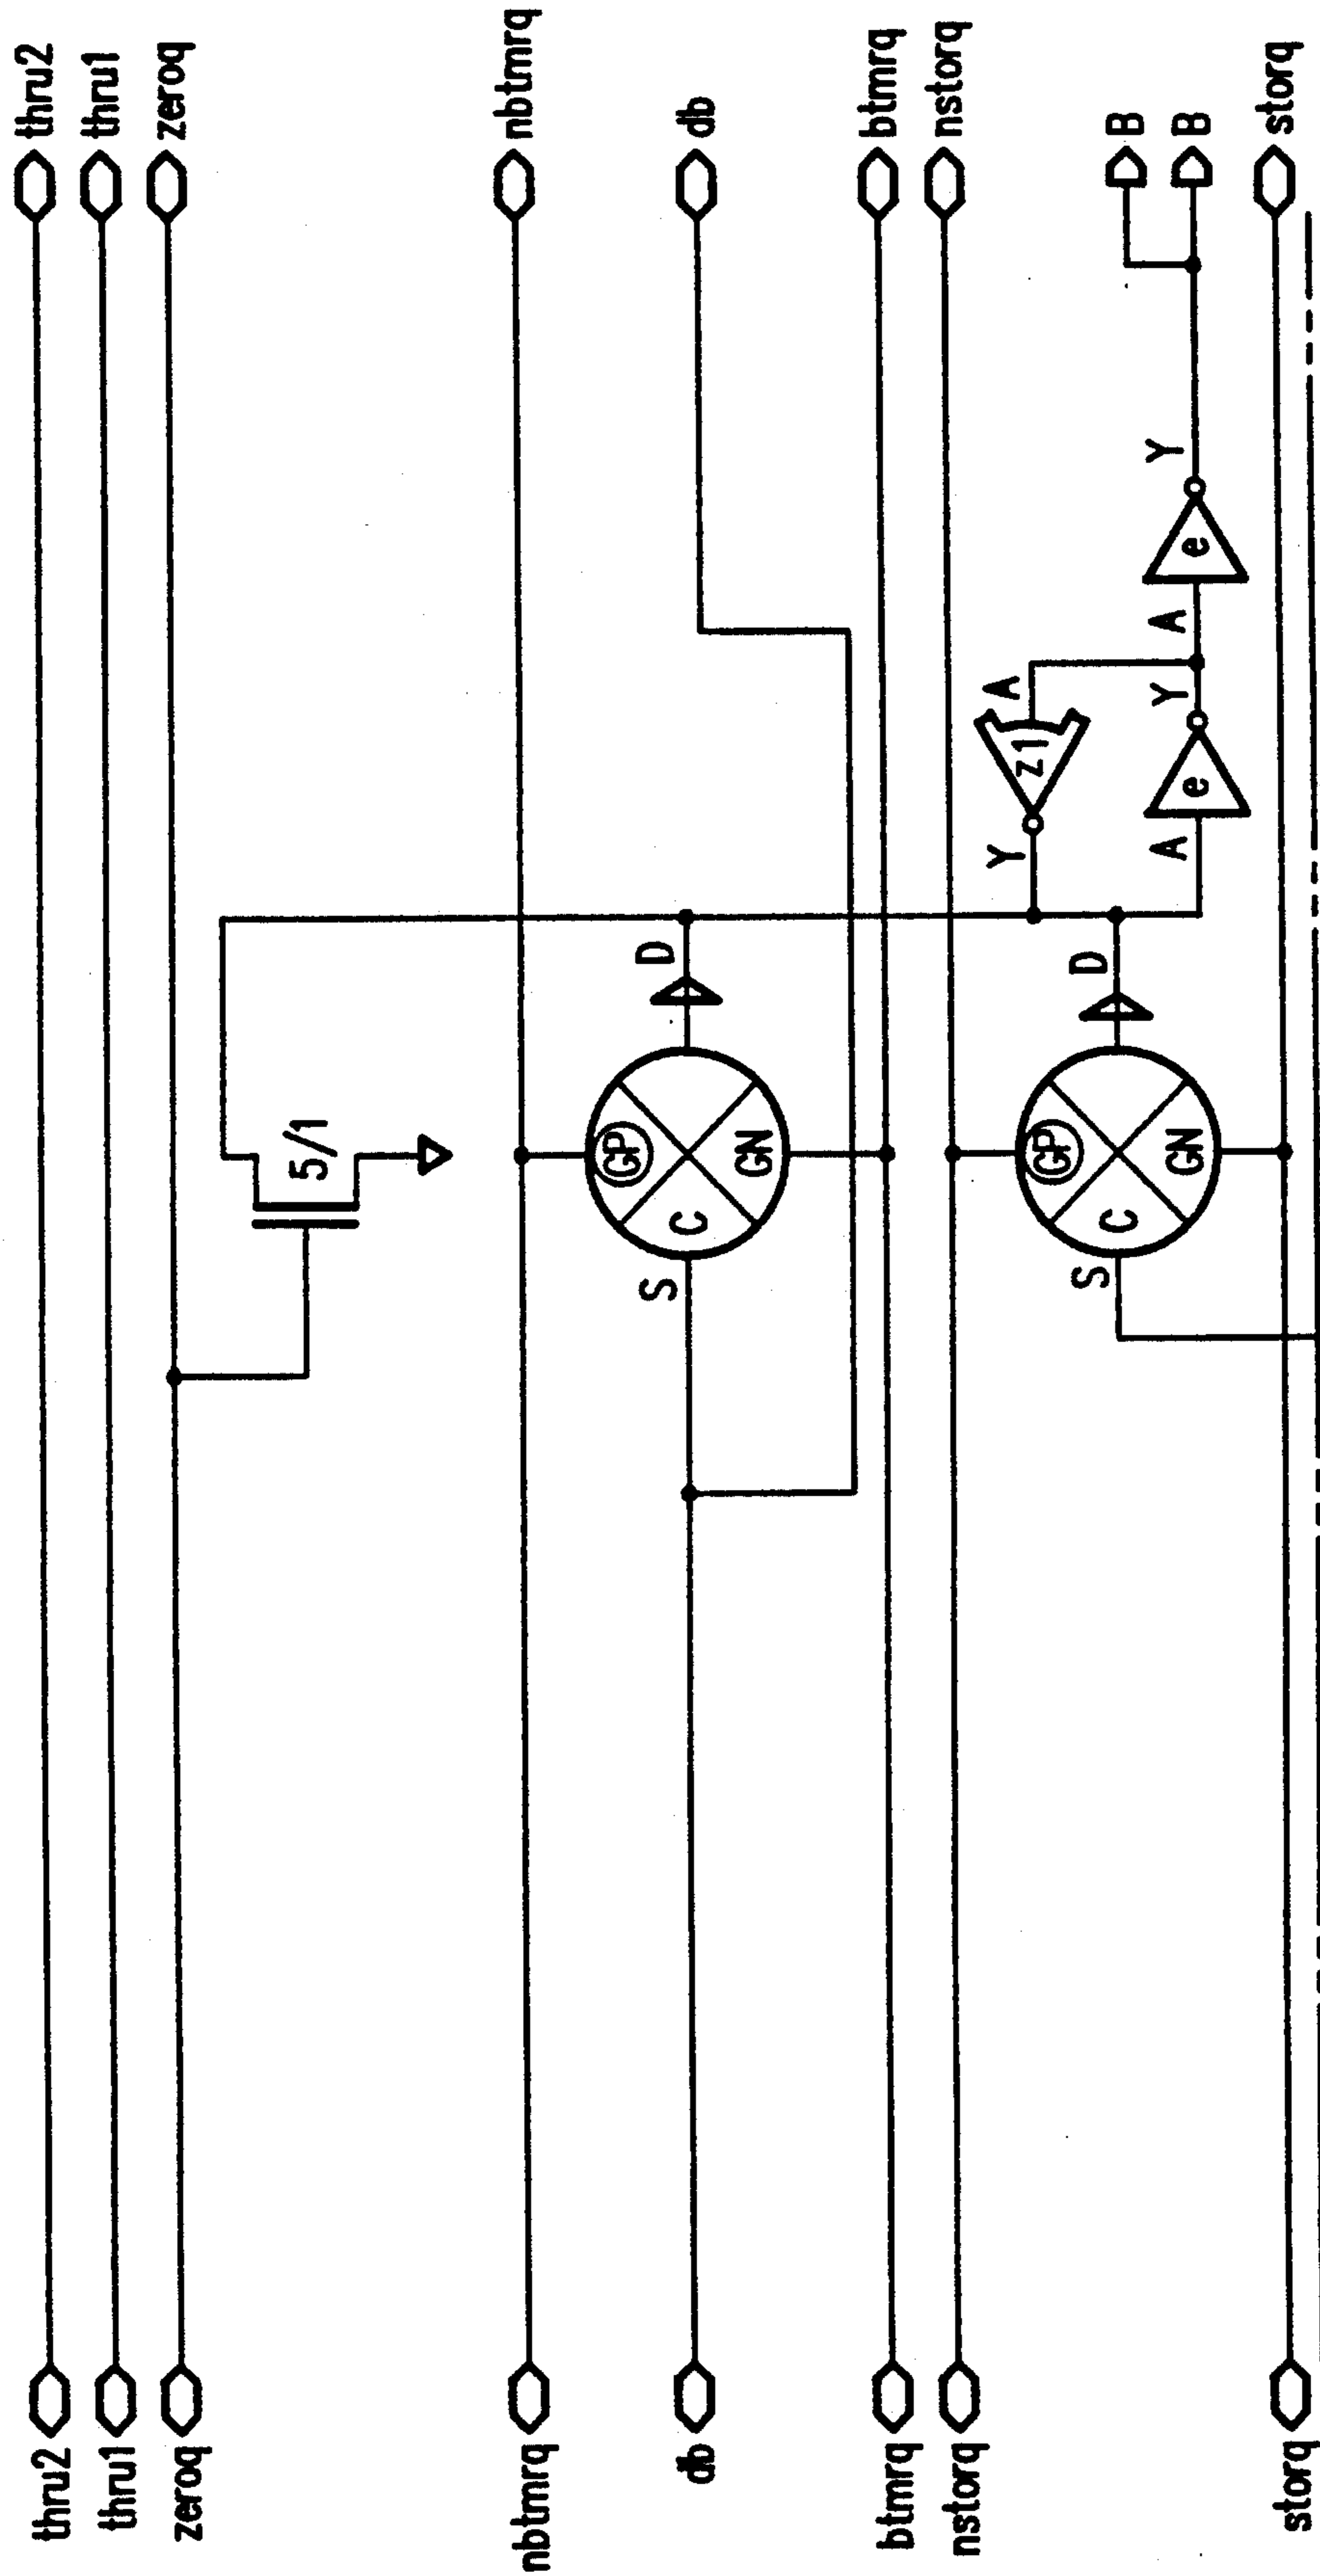 thru2
thru2
thru1
thru1
zeroq
zeroq
5/1
nbtmrq
nbtmrq
GP
S
C
D
GN
db
db
btmrq
btmrq
nstorq
nstorq
Y
z1
A
GP
S
C
D
GN
A
e
Y
A
e
Y
B
B
storq
storq